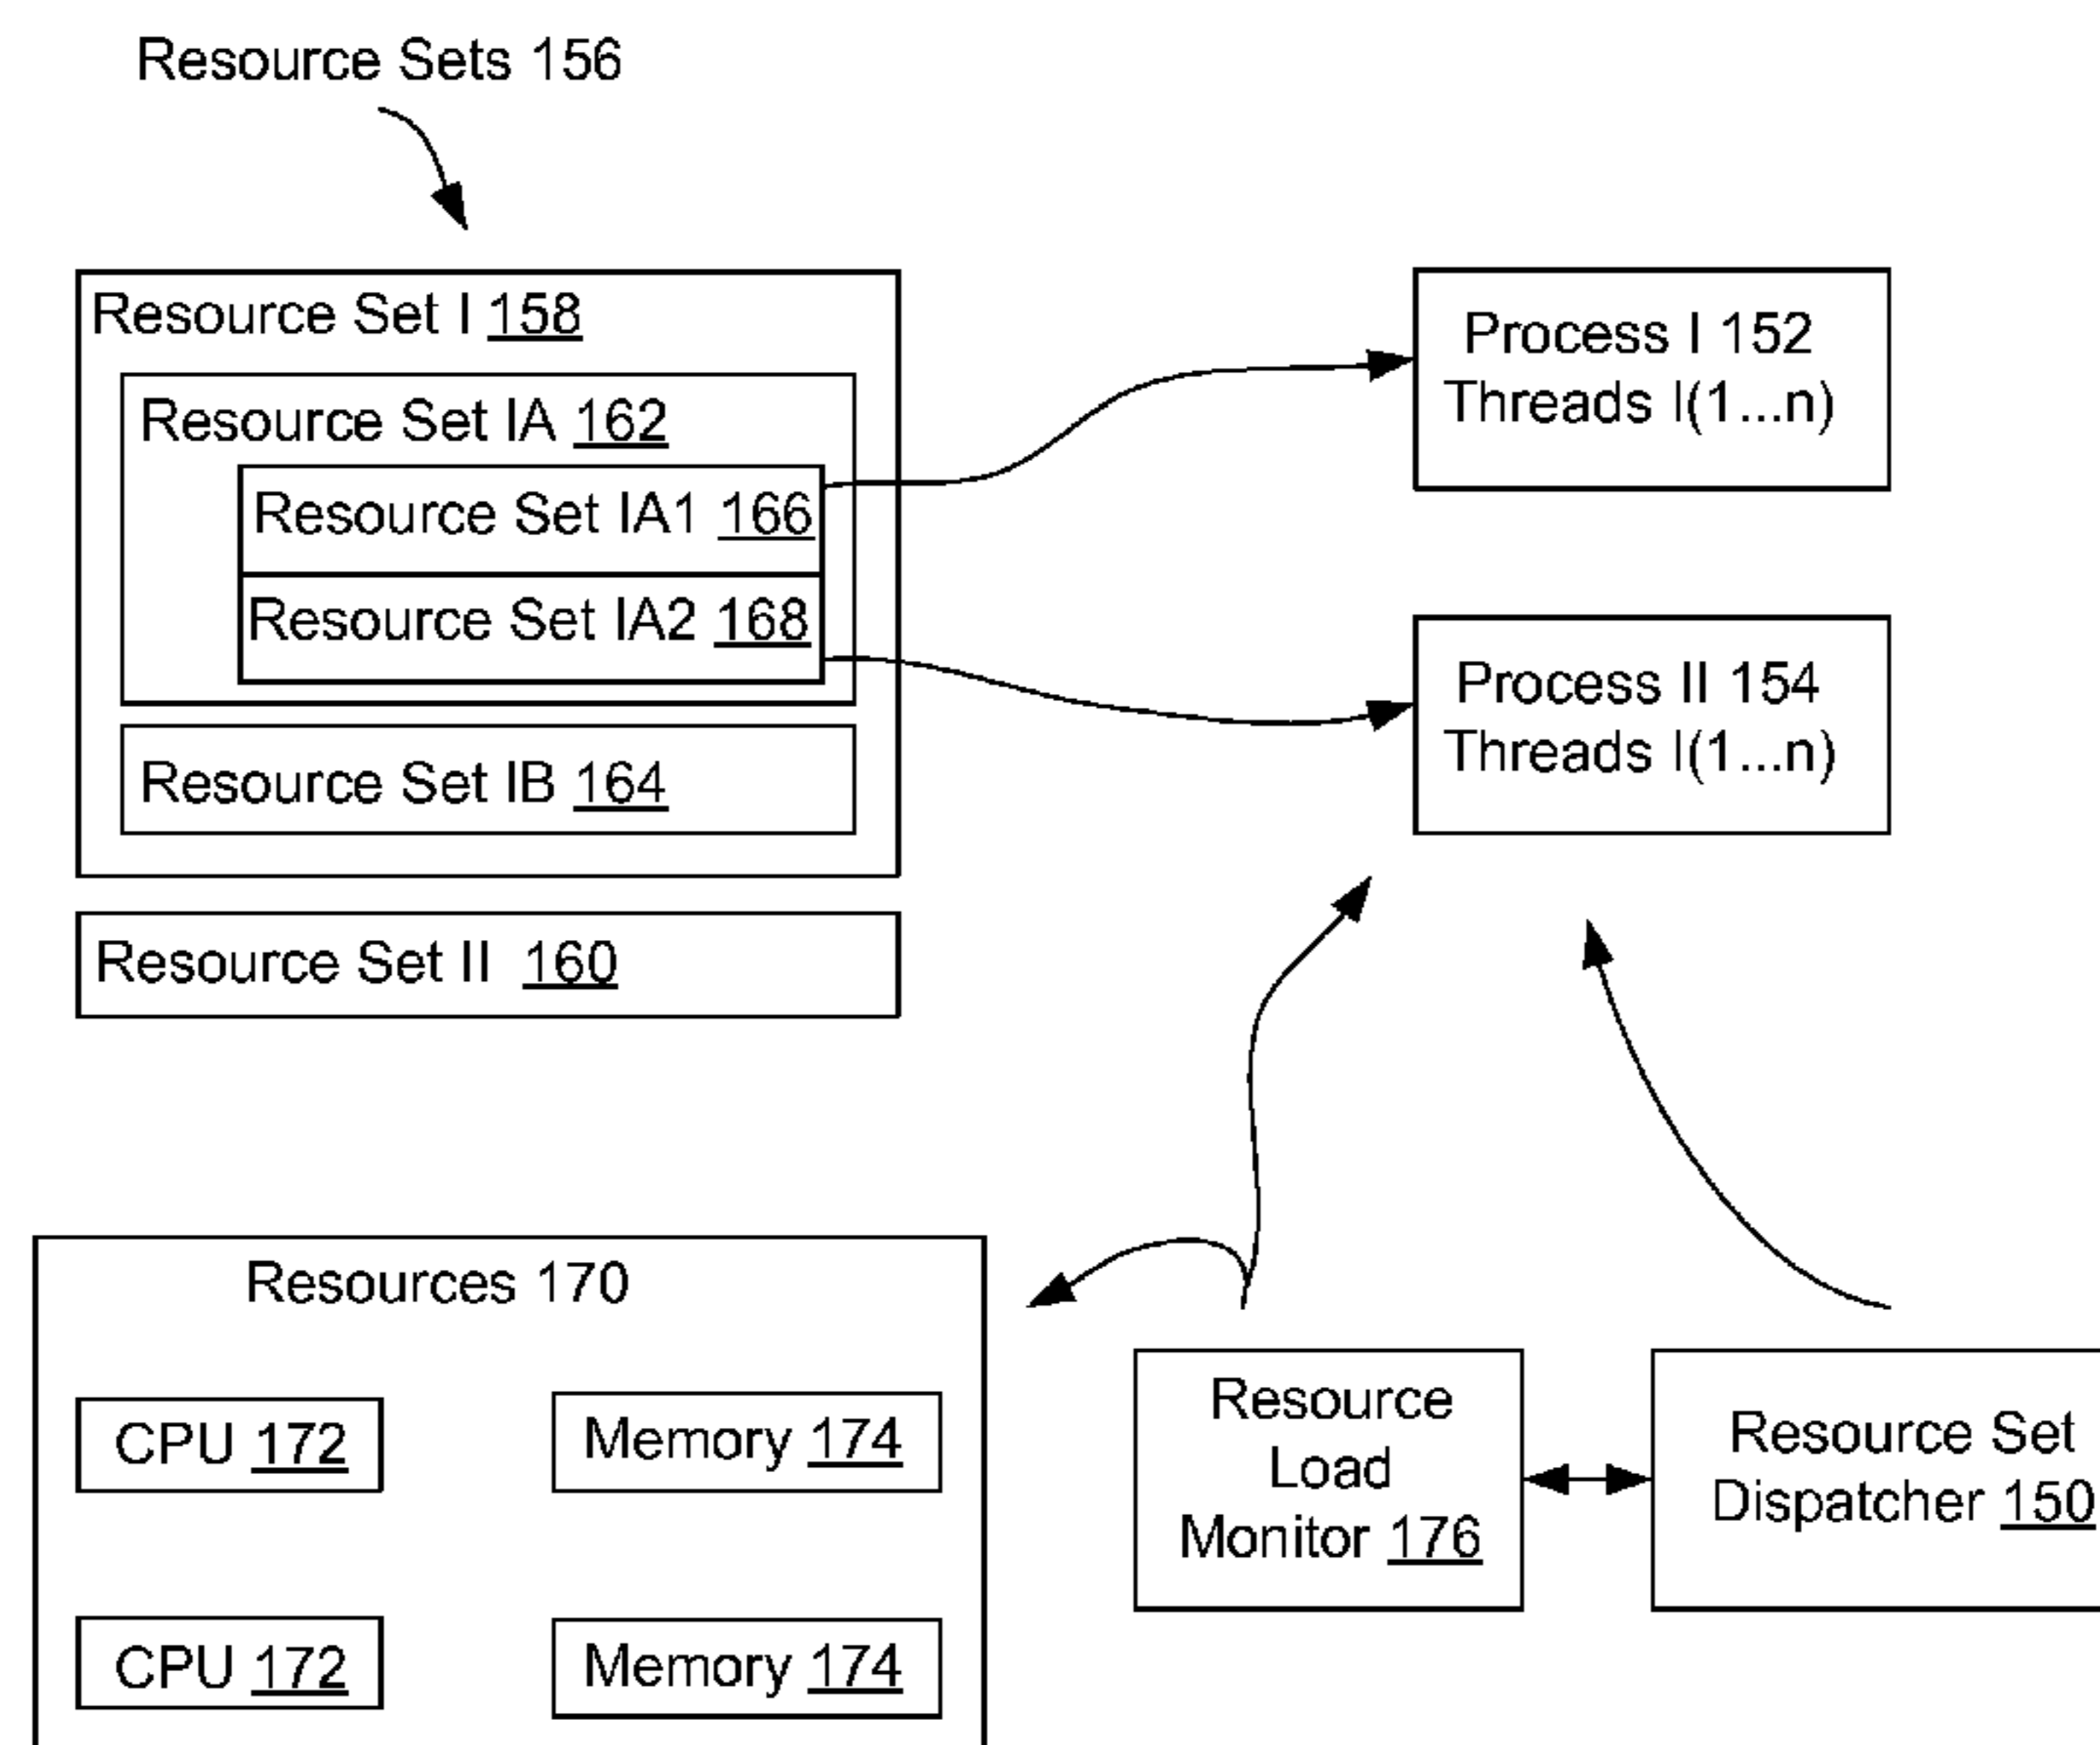 Resource Sets 156
Resource Set I 158
Resource Set IA 162
Resource Set IA1 166
Resource Set IA2 168
Resource Set IB 164
Resource Set II 160
Process I 152
Threads I(1...n)
Process II 154
Threads I(1...n)
Resources 170
CPU 172
Memory 174
CPU 172
Memory 174
Resource
Load
Monitor 176
Resource Set
Dispatcher 150